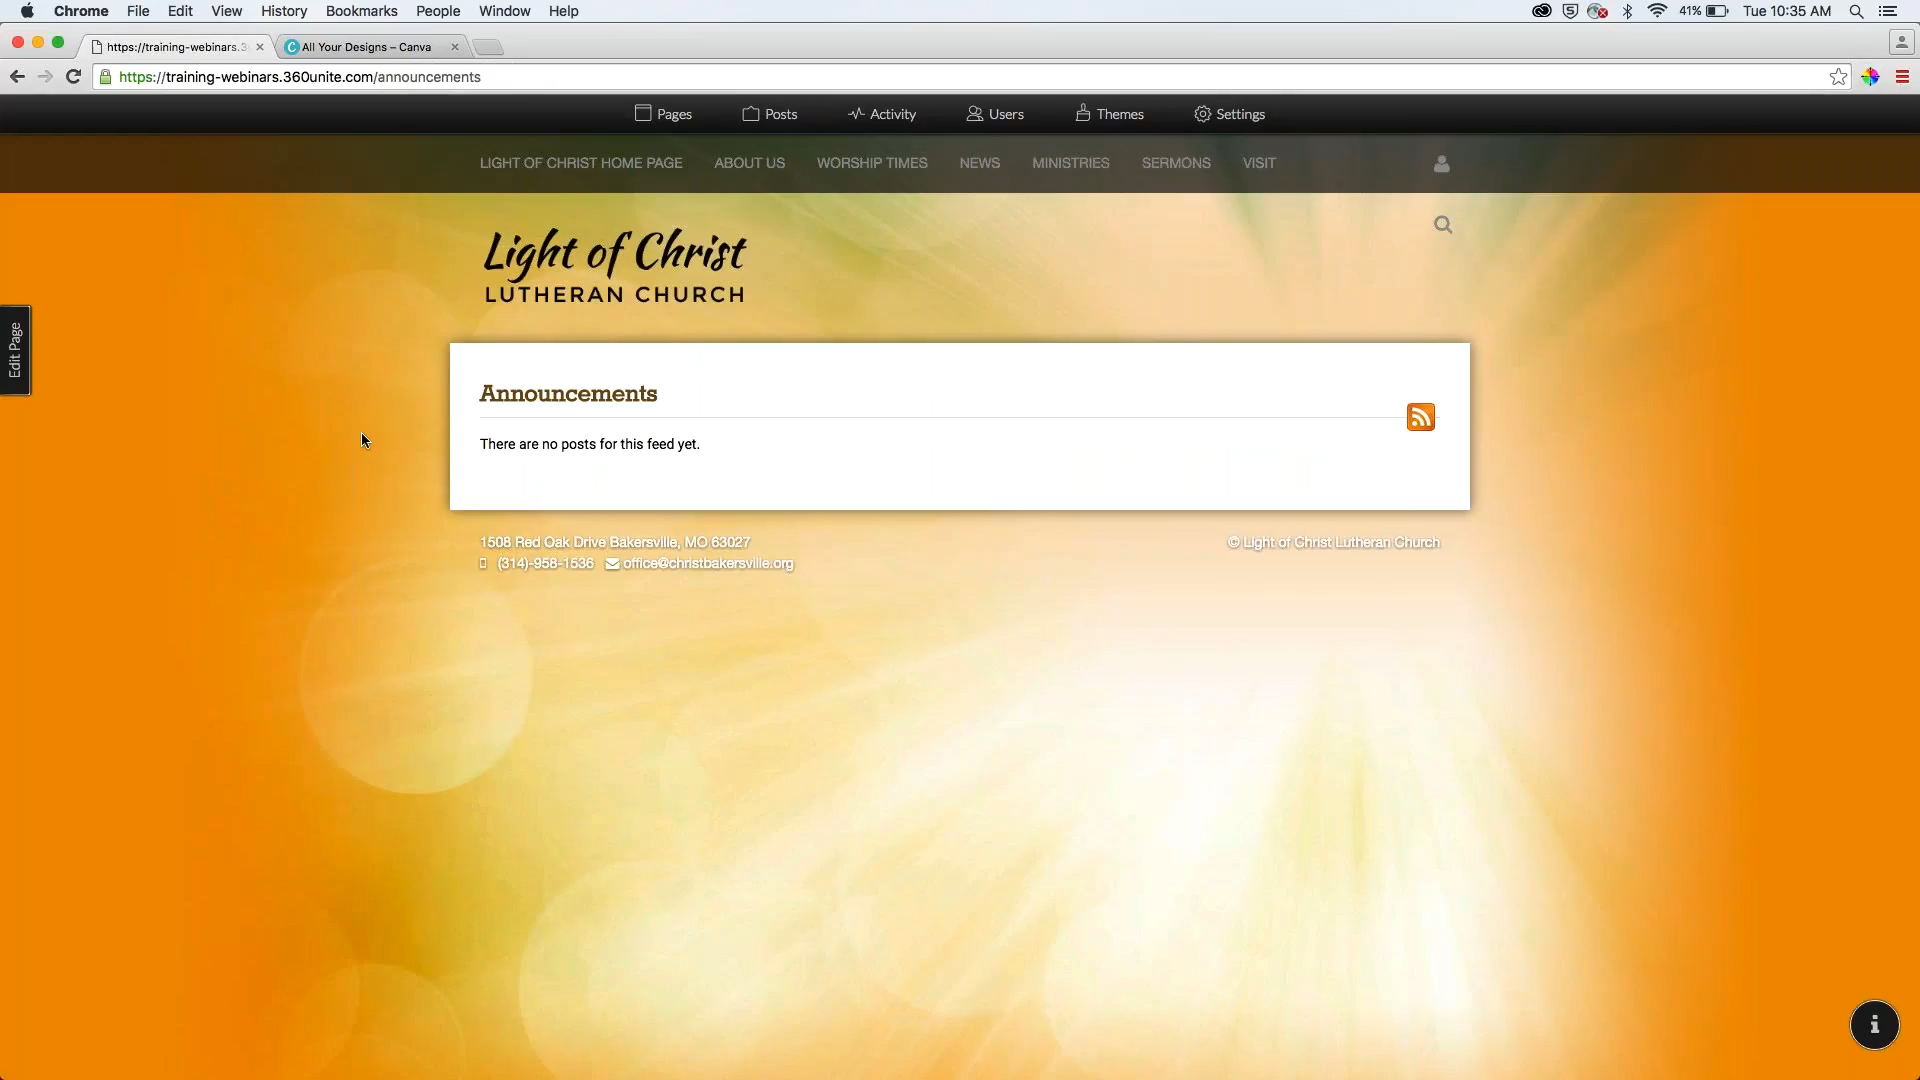 Chrome File Edit View History Bookmarks People Window Help 41% Tue 10:35 AM
https://training-webinars.3 All Your Designs – Canva
https://training-webinars.360unite.com/announcements
Pages Posts Activity Users Themes Settings
LIGHT OF CHRIST HOME PAGE ABOUT US WORSHIP TIMES NEWS MINISTRIES SERMONS VISIT
Light of Christ
LUTHERAN CHURCH
Edit Page
Announcements
There are no posts for this feed yet.
1508 Red Oak Drive Bakersville, MO 63027 © Light of Christ Lutheran Church
(314)-958-1536 office@christbakersville.org